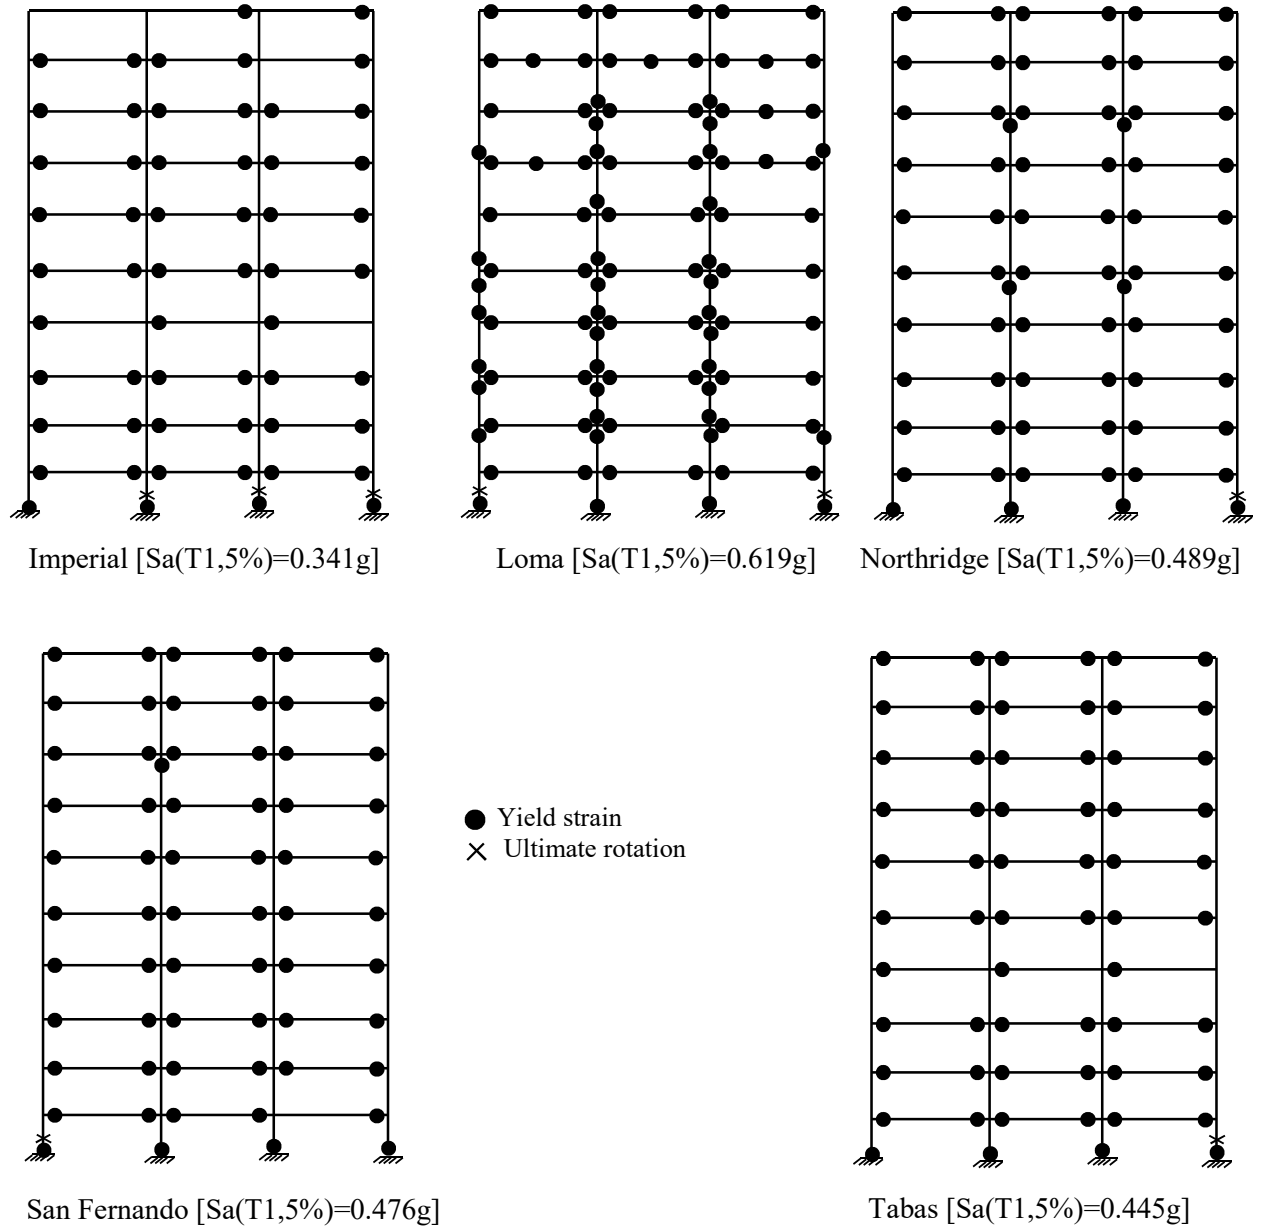 Imperial [Sa(T1,5%)=0.341g]
Loma [Sa(T1,5%)=0.619g]
Northridge [Sa(T1,5%)=0.489g]
Yield strain
Ultimate rotation
San Fernando [Sa(T1,5%)=0.476g]
Tabas [Sa(T1,5%)=0.445g]